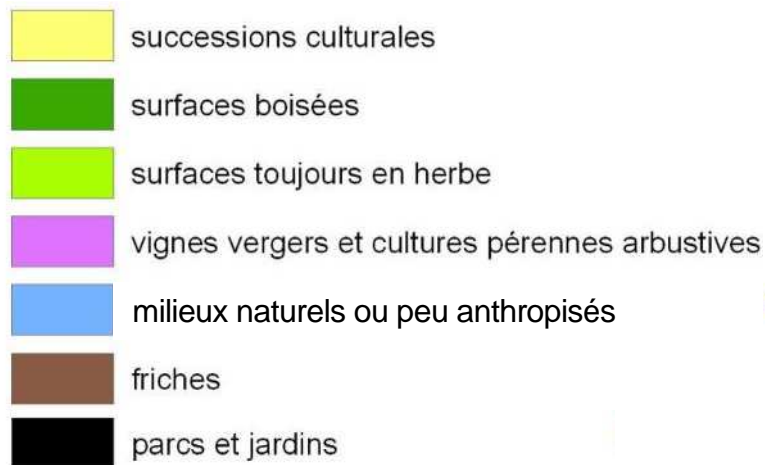 successions culturales
surfaces boisées
surfaces toujours en herbe
vignes vergers et cultures pérennes arbustives
milieux naturels ou peu anthropisés
friches
parcs et jardins